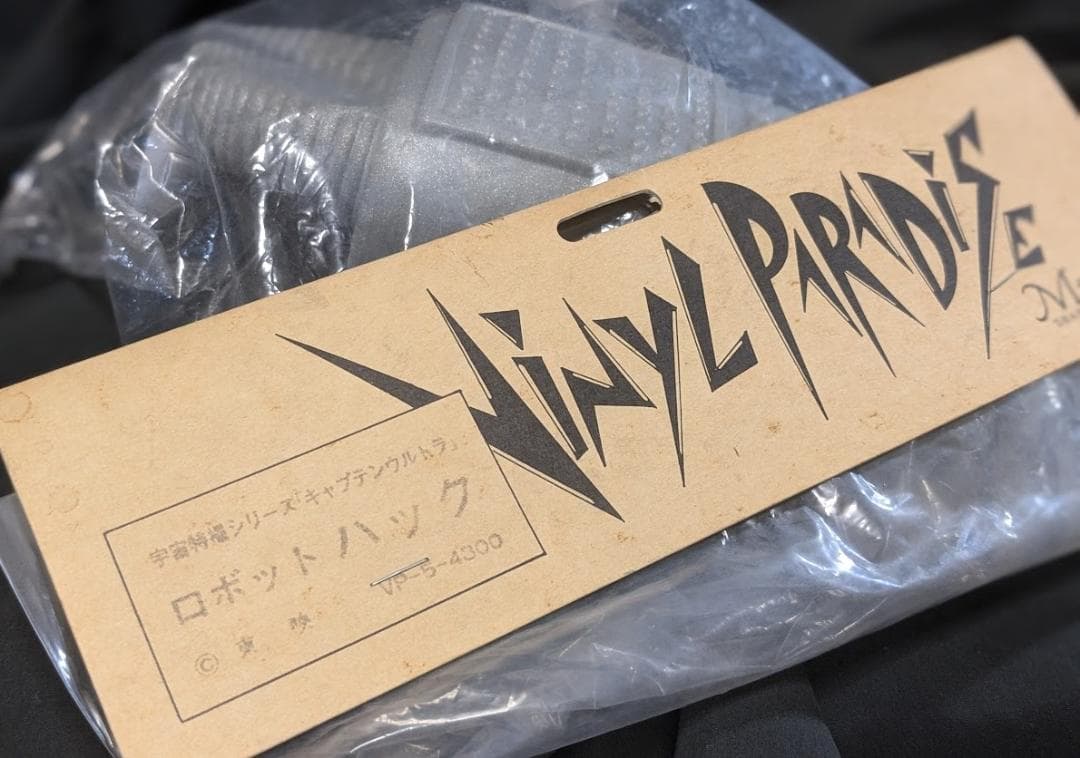 VINYL PARADISE
宇宙特撮シリーズ「キャプテンウルトラ」
ロボットハック
VP-5-4300
© 東映